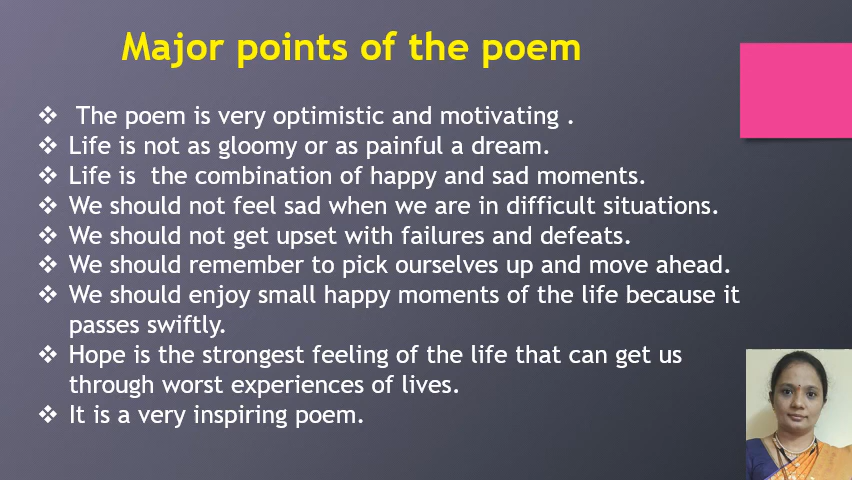 Major points of the poem
❖ The poem is very optimistic and motivating .
❖ Life is not as gloomy or as painful a dream.
❖ Life is  the combination of happy and sad moments.
❖ We should not feel sad when we are in difficult situations.
❖ We should not get upset with failures and defeats.
❖ We should remember to pick ourselves up and move ahead.
❖ We should enjoy small happy moments of the life because it
passes swiftly.
❖ Hope is the strongest feeling of the life that can get us
through worst experiences of lives.
❖ It is a very inspiring poem.